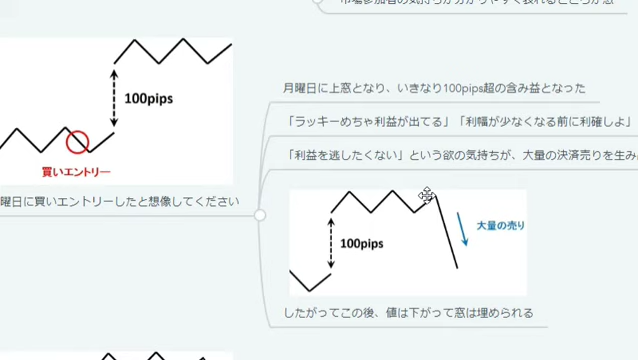 市場参加者の気持ちが分かりやすく表れるところが窓
100pips
買いエントリー
月曜日に上窓となり、いきなり100pips超の含み益となった
「ラッキーめちゃ利益が出てる」「利幅が少なくなる前に利確しよ」
「利益を逃したくない」という欲の気持ちが、大量の決済売りを生み
曜日に買いエントリーしたと想像してください
100pips
大量の売り
したがってこの後、値は下がって窓は埋められる